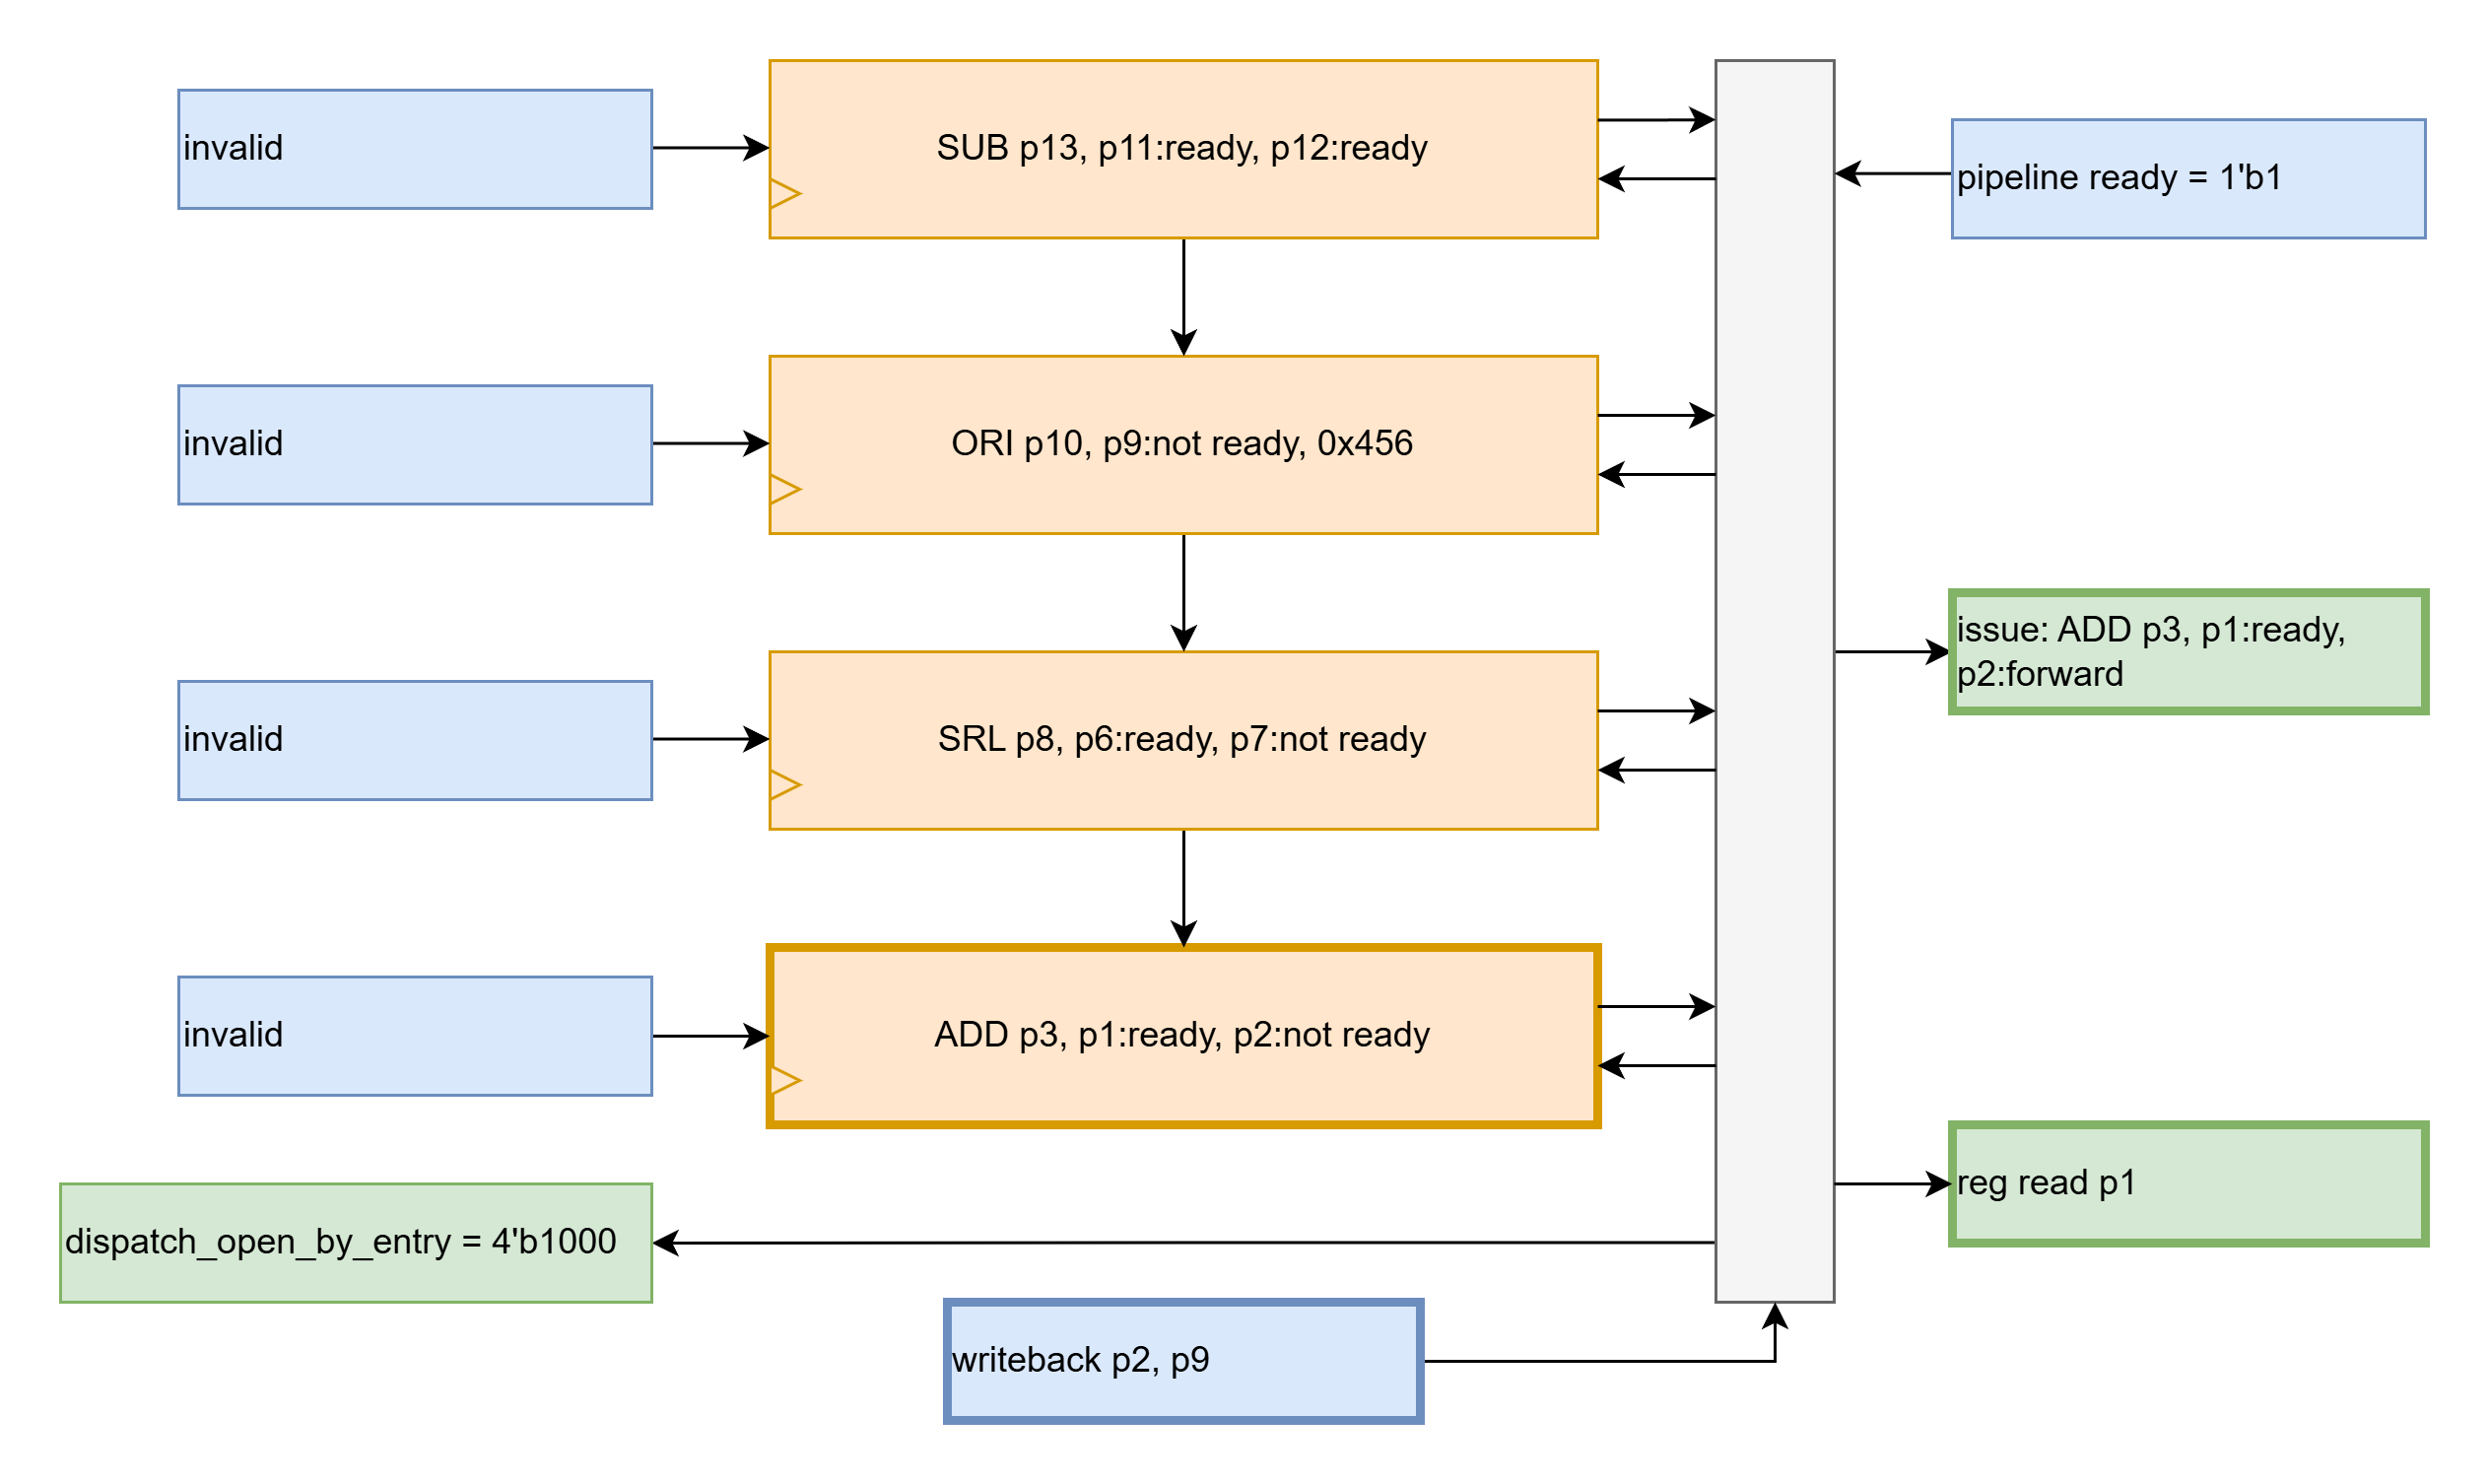 invalid
SUB p13, p11:ready, p12:ready
pipeline ready = 1'b1
invalid
ORI p10, p9:not ready, 0x456
issue: ADD p3, p1:ready,
p2:forward
invalid
SRL p8, p6:ready, p7:not ready
invalid
ADD p3, p1:ready, p2:not ready
reg read p1
dispatch_open_by_entry = 4'b1000
writeback p2, p9